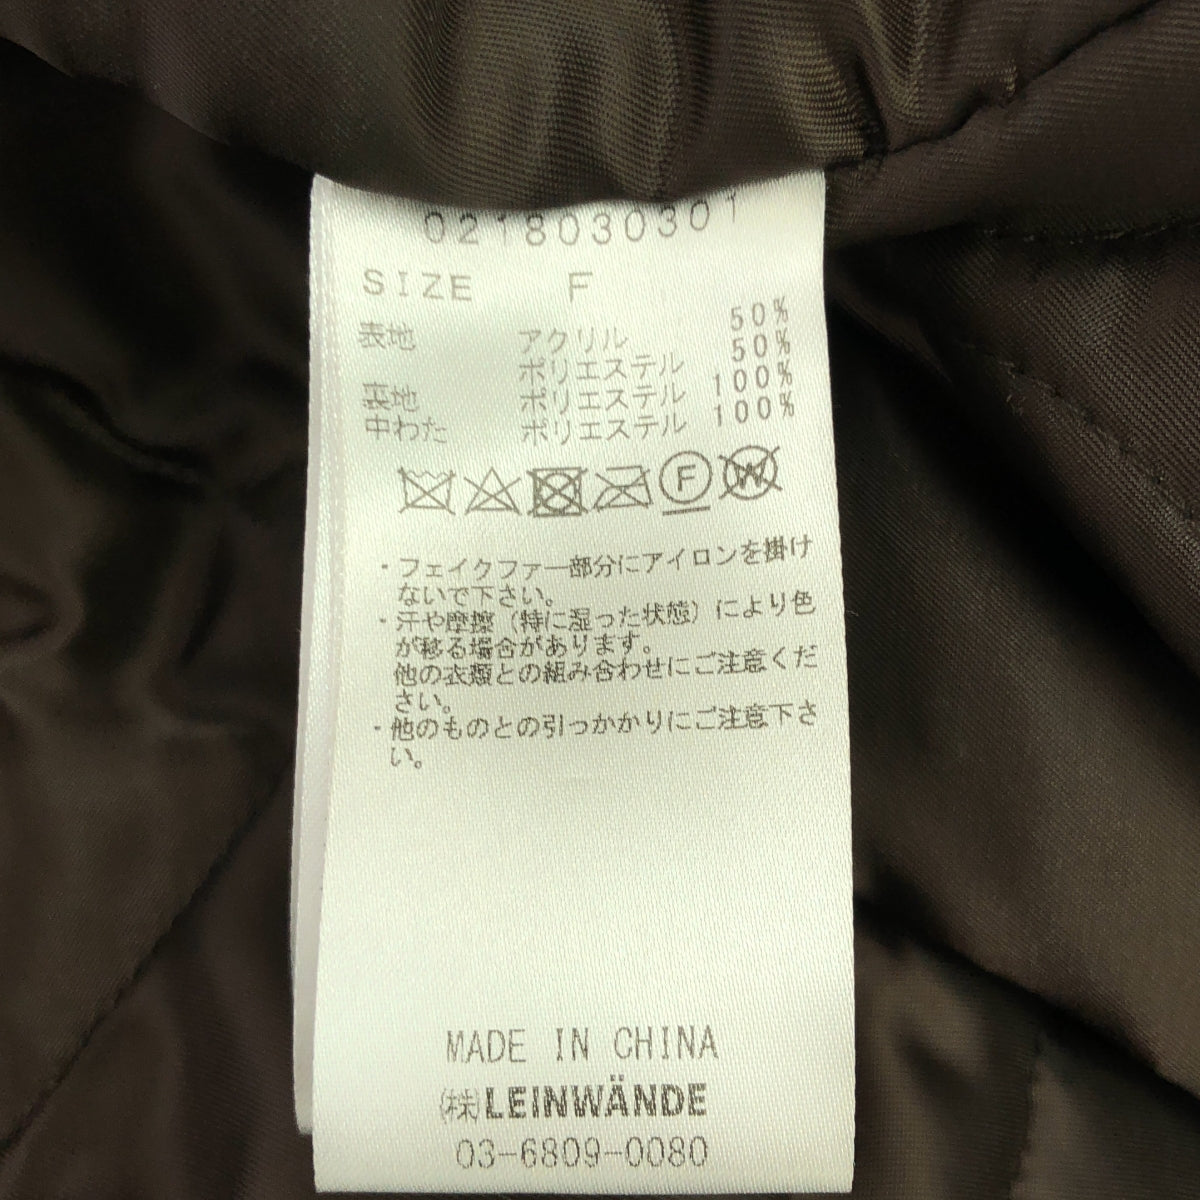 0218030301
SIZE F
50%
表地 アクリル 50%
ポリエステル 100%
裏地 ポリエステル 100%
中わた ポリエステル
F W
・フェイクファー部分にアイロンを掛け
ないで下さい。
・汗や摩擦（特に湿った状態）により色
が移る場合があります。
他の衣類との組み合わせにご注意くだ
さい。
・他のものとの引っかかりにご注意下さ
い。
MADE IN CHINA
㈱LEINWÄNDE
03-6809-0080